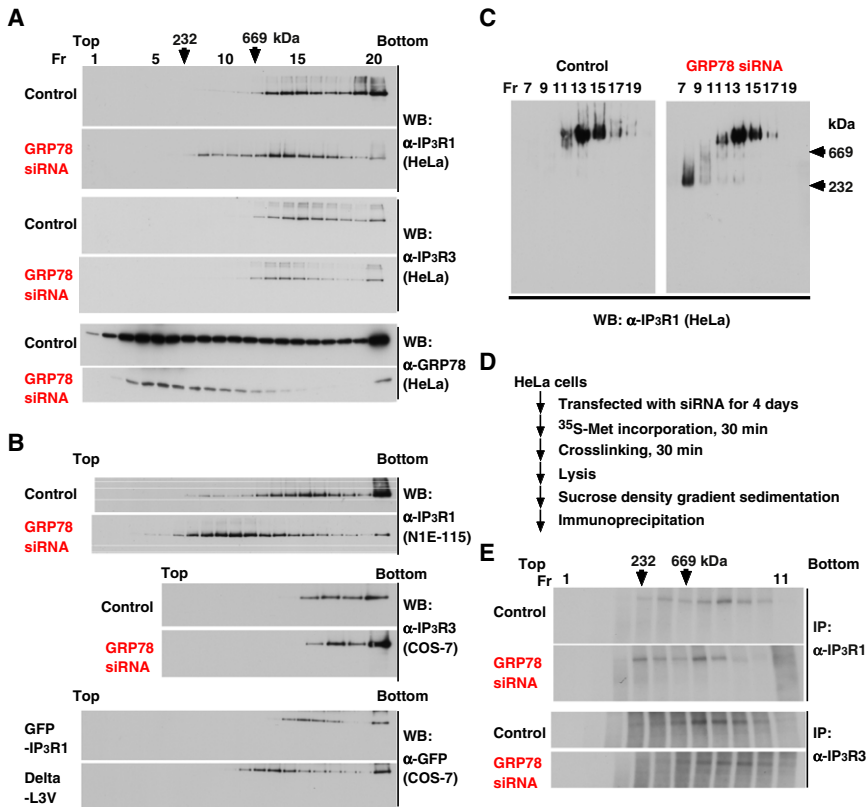 A
Top 232 669 kDa Bottom
Fr 1 5 10 15 20
Control
GRP78
siRNA
WB:
α-IP3R1
(HeLa)
Control
GRP78
siRNA
WB:
α-IP3R3
(HeLa)
Control
GRP78
siRNA
WB:
α-GRP78
(HeLa)
B
Top Bottom
Control
GRP78
siRNA
WB:
α-IP3R1
(N1E-115)
Top Bottom
Control
GRP78
siRNA
WB:
α-IP3R3
(COS-7)
Top Bottom
GFP
-IP3R1
Delta
-L3V
WB:
α-GFP
(COS-7)
C
Control GRP78 siRNA
Fr 7 9 11 13 15 17 19 7 9 11 13 15 17 19
kDa
669
232
WB: α-IP3R1 (HeLa)
D
HeLa cells
Transfected with siRNA for 4 days
35S-Met incorporation, 30 min
Crosslinking, 30 min
Lysis
Sucrose density gradient sedimentation
Immunoprecipitation
E
Top 232 669 kDa Bottom
Fr 1 11
Control
GRP78
siRNA
IP:
α-IP3R1
Control
GRP78
siRNA
IP:
α-IP3R3